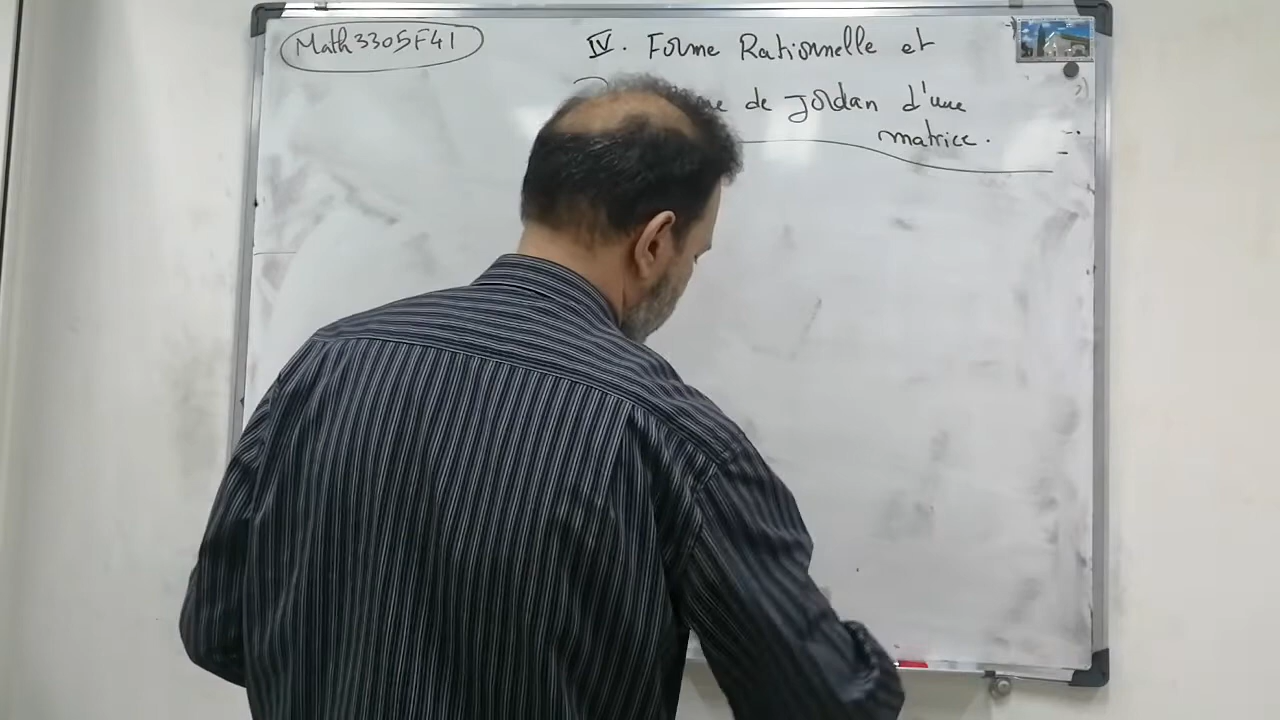 Math3305F41
IV. Forme Rationnelle et
de Jordan d'une
matrice.